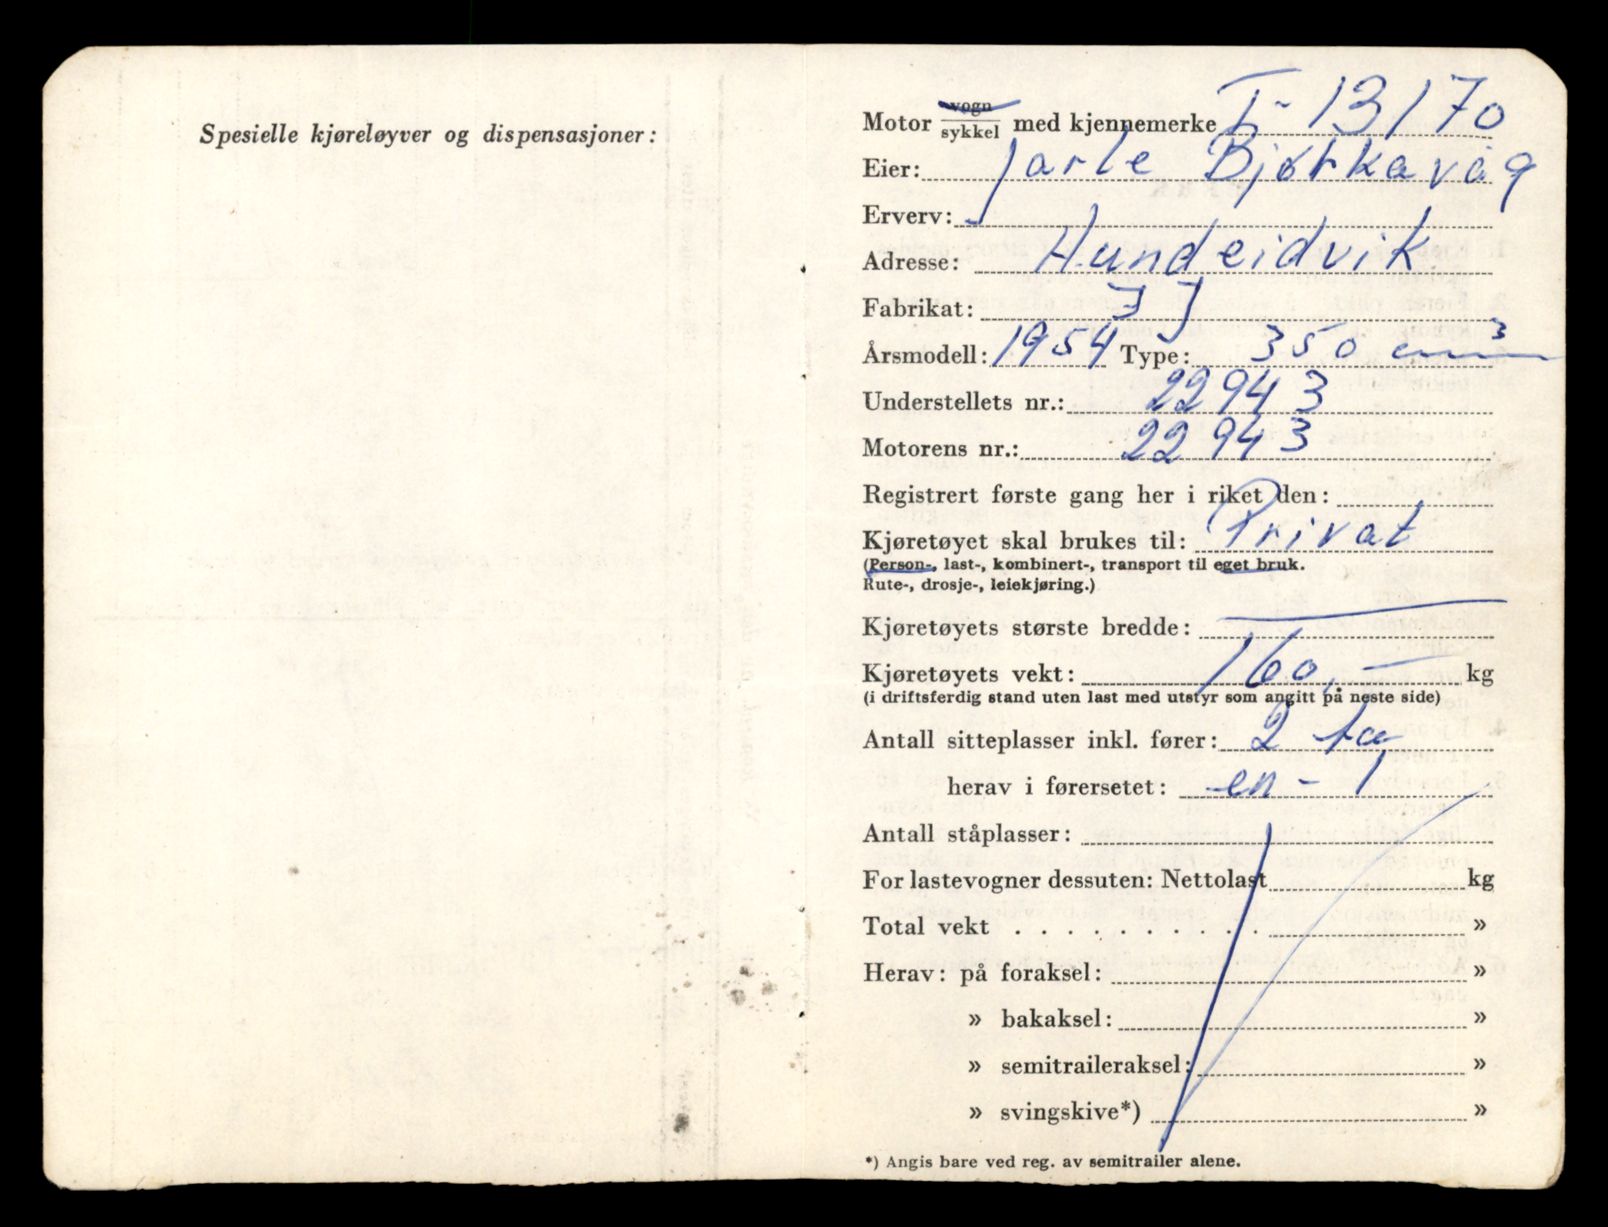 Spesielle kjøreløyver og dispensasjoner:
Motor vogn/sykkel med kjennemerke T-13170
Eier: Jarle Bjørkavåg
Erverv:
Adresse: Hundeidvik
Fabrikat: JJ
Årsmodell: 1954 Type: 350 cm³
Understellets nr.: 22943
Motorens nr.: 22943
Registrert første gang her i riket den:
Kjøretøyet skal brukes til: Privat
(Person-, last-, kombinert-, transport til eget bruk.
Rute-, drosje-, leiekjøring.)
Kjøretøyets største bredde: —
Kjøretøyets vekt: 160,- kg
(i driftsferdig stand uten last med utstyr som angitt på neste side)
Antall sitteplasser inkl. fører: 2 to
herav i førersetet: en - 1
Antall ståplasser:
For lastevogner dessuten: Nettolast kg
Total vekt . . . . . . . . . . »
Herav: på foraksel: »
» bakaksel: »
» semitraileraksel: »
» svingskive*) »
*) Angis bare ved reg. av semitrailer alene.